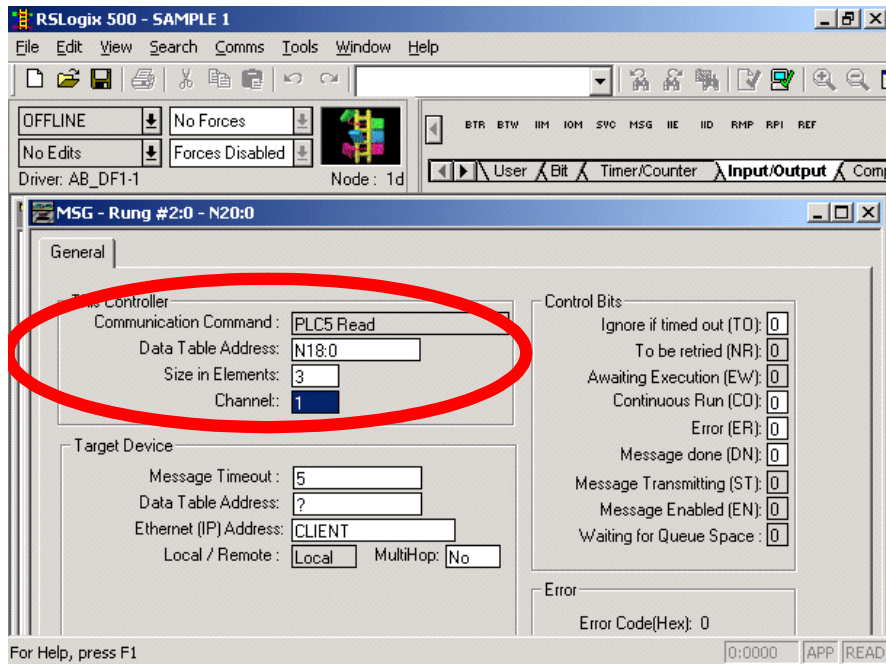 RSLogix 500 - SAMPLE 1
File Edit View Search Comms Tools Window Help
OFFLINE No Forces
No Edits Forces Disabled
Driver: AB_DF1-1 Node : 1d
BTR BTW IIM IOM SVC MSG IIE IID RMP RPI REF
User Bit Timer/Counter Input/Output
MSG - Rung #2:0 - N20:0
General
This Controller
Communication Command : PLC5 Read
Data Table Address: N18:0
Size in Elements: 3
Channel:: 1
Target Device
Message Timeout : 5
Data Table Address: ?
Ethernet (IP) Address: CLIENT
Local / Remote : Local MultiHop: No
Control Bits
Ignore if timed out (TO): 0
To be retried (NR): 0
Awaiting Execution (EW): 0
Continuous Run (CO): 0
Error (ER): 0
Message done (DN): 0
Message Transmitting (ST): 0
Message Enabled (EN): 0
Waiting for Queue Space : 0
Error
Error Code(Hex): 0
For Help, press F1
0:0000 APP READ